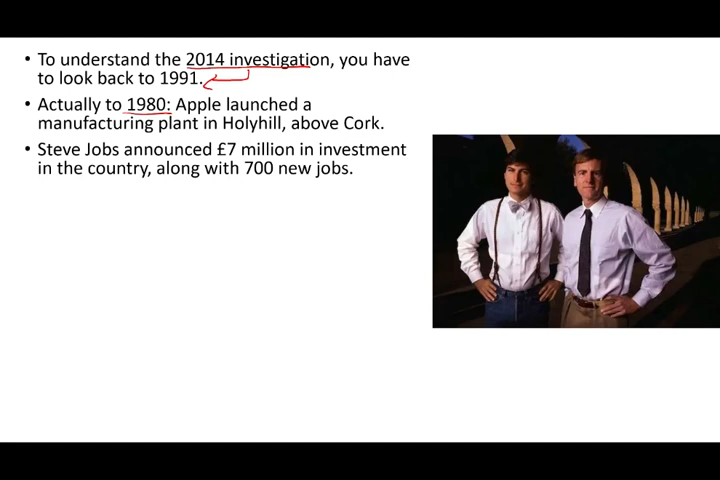 • To understand the 2014 investigation, you have
to look back to 1991.
• Actually to 1980: Apple launched a
manufacturing plant in Holyhill, above Cork.
• Steve Jobs announced £7 million in investment
in the country, along with 700 new jobs.